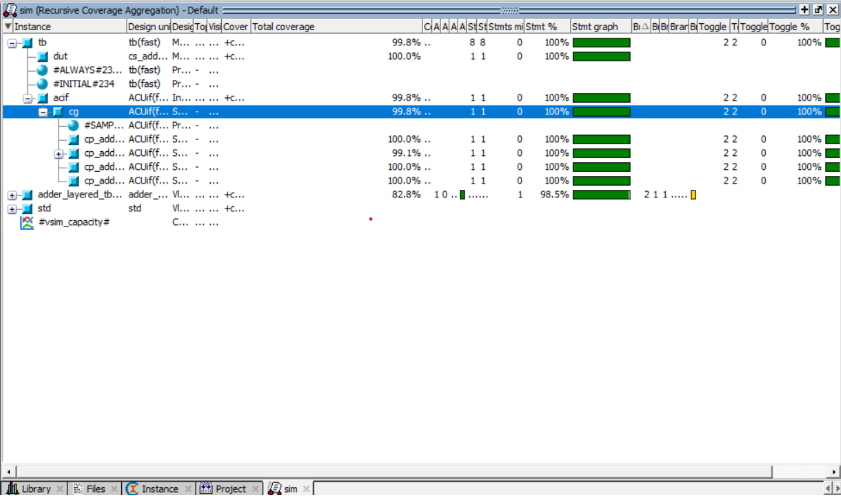 sim (Recursive Coverage Aggregation) - Default
Instance Design uni Desig Top Visi Cover Total coverage C A A A A St St Stmts mi Stmt % Stmt graph Br Br Br Bran Br Toggle T Toggle Toggle % Tog
tb tb(fast) M... ... ... +c... 99.8% .. 8 8 0 100% 2 2 0 100%
dut cs_add... M... ... ... +c... 100.0% 1 1 0 100%
#ALWAYS#23... tb(fast) Pr... - ...
#INITIAL#234 tb(fast) Pr... - ...
acif ACUif(f... In... ... ... +c... 99.8% .. 1 1 0 100% 2 2 0 100%
cg ACUif(f... S... - ... 99.8% .. 1 1 0 100% 2 2 0 100%
#SAMP... ACUif(f... Pr... - ...
cp_add... ACUif(f... S... - ... 100.0% .. 1 1 0 100% 2 2 0 100%
cp_add... ACUif(f... S... - ... 99.1% .. 1 1 0 100% 2 2 0 100%
cp_add... ACUif(f... S... - ... 100.0% .. 1 1 0 100% 2 2 0 100%
cp_add... ACUif(f... S... - ... 100.0% .. 1 1 0 100% 2 2 0 100%
adder_layered_tb... adder_... Vl... ... ... +c... 82.8% 1 0 .. ...... 1 98.5% 2 1 1 .....
std std Vl... ... ... +c...
#vsim_capacity# C... ... ...
Library Files Instance Project sim